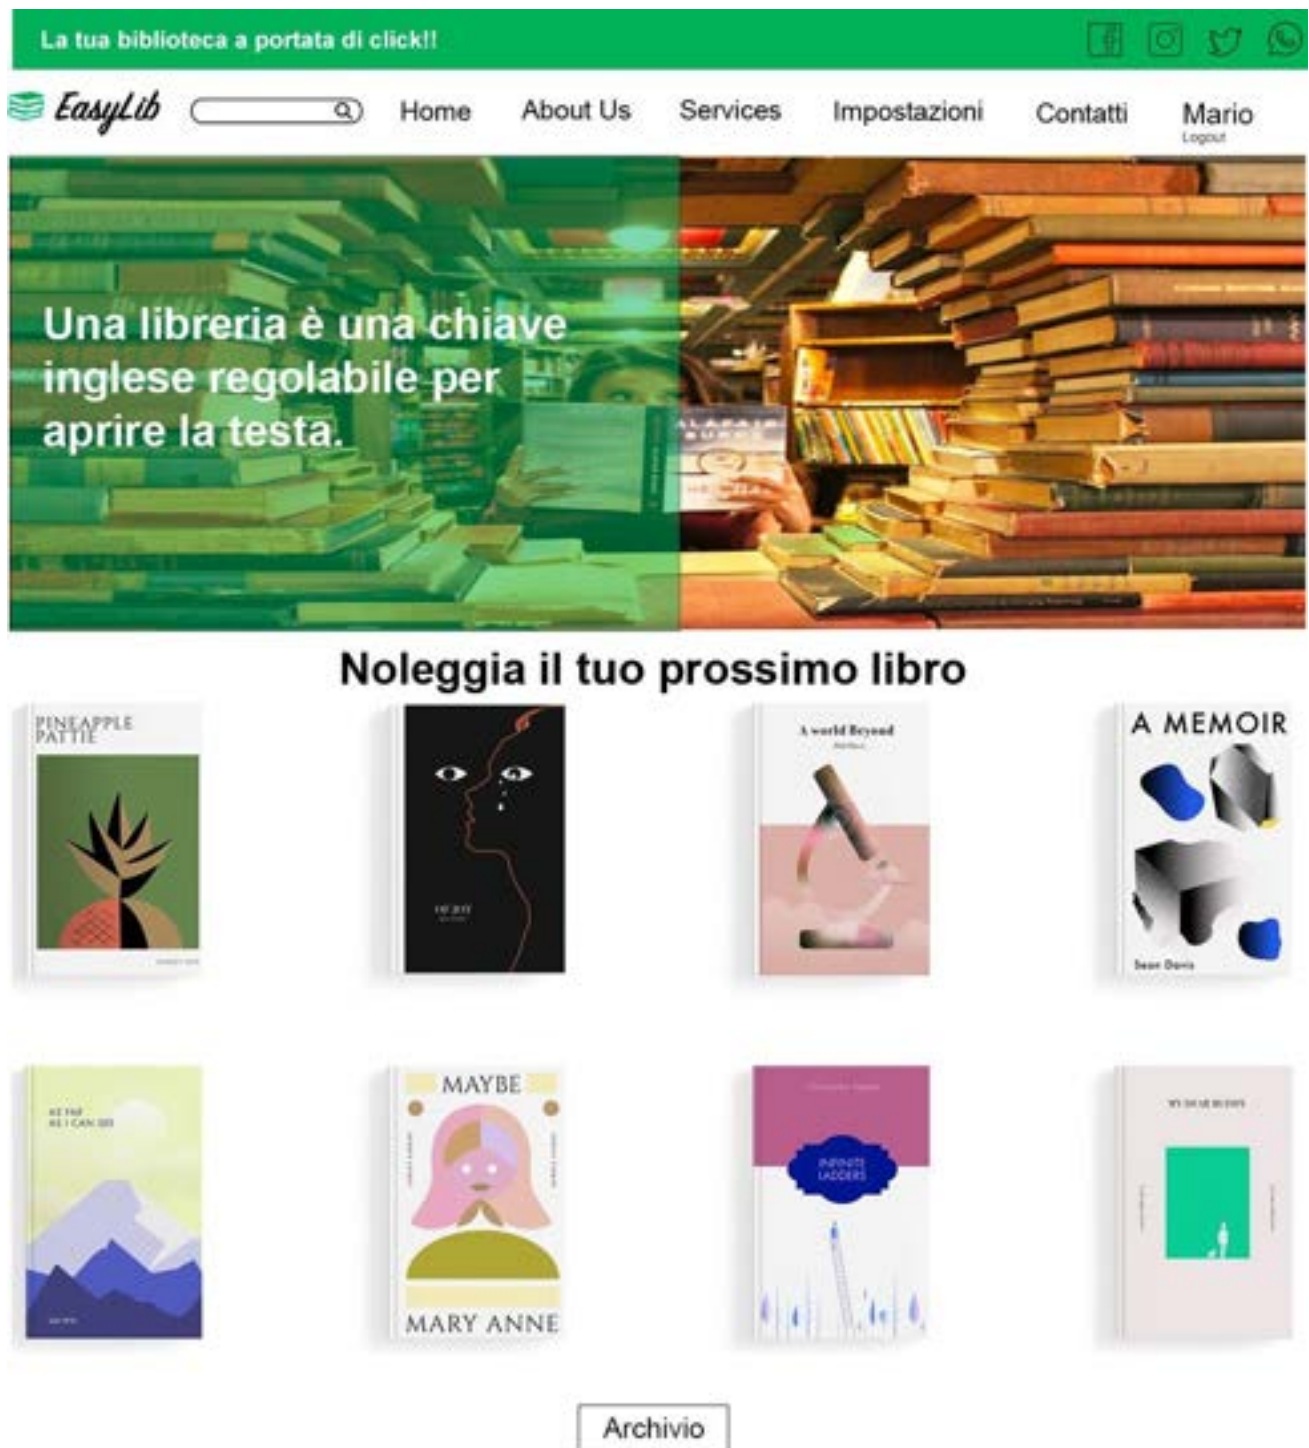 La tua biblioteca a portata di click!!
EasyLib
Home
About Us
Services
Impostazioni
Contatti
Mario
Logout
Una libreria è una chiave
inglese regolabile per
aprire la testa.
ALAFAIR
BURKE
Noleggia il tuo prossimo libro
PINEAPPLE
PATTIE
A world Beyond
A MEMOIR
Sean Davis
AS FAR
AS I CAN SEE
MAYBE
MARY ANNE
INFINITE
LADDERS
Archivio